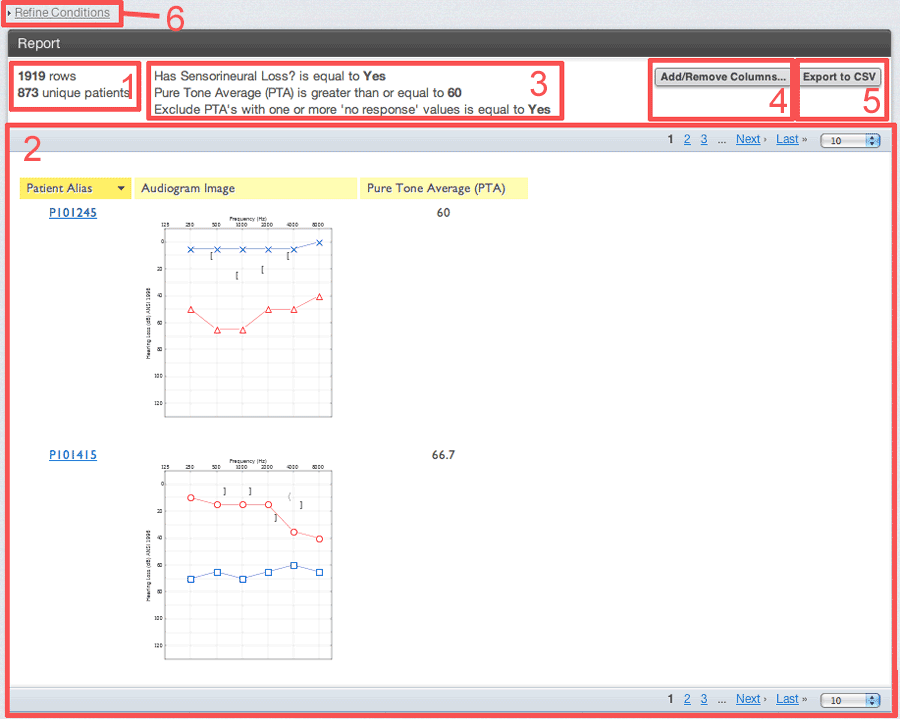 Refine Conditions
6
Report
1919 rows
873 unique patients
1
Has Sensorineural Loss? is equal to Yes
Pure Tone Average (PTA) is greater than or equal to 60
Exclude PTA's with one or more 'no response' values is equal to Yes
3
Add/Remove Columns...
4
Export to CSV
5
2
1 2 3 ... Next › Last » 10
Patient Alias Audiogram Image Pure Tone Average (PTA)
P101245 60
Frequency (Hz)
125 250 500 1000 2000 4000 8000
0
20
40
60
80
100
120
Hearing Loss (dB) ANSI 1996
P101415 66.7
Frequency (Hz)
125 250 500 1000 2000 4000 8000
0
20
40
60
80
100
120
Hearing Loss (dB) ANSI 1996
1 2 3 ... Next › Last » 10